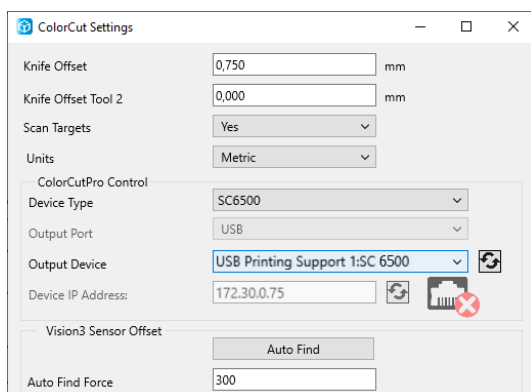 ColorCut Settings
Knife Offset 0,750 mm
Knife Offset Tool 2 0,000 mm
Scan Targets Yes
Units Metric
ColorCutPro Control
Device Type SC6500
Output Port USB
Output Device USB Printing Support 1:SC 6500
Device IP Address: 172.30.0.75
Vision3 Sensor Offset
Auto Find
Auto Find Force 300